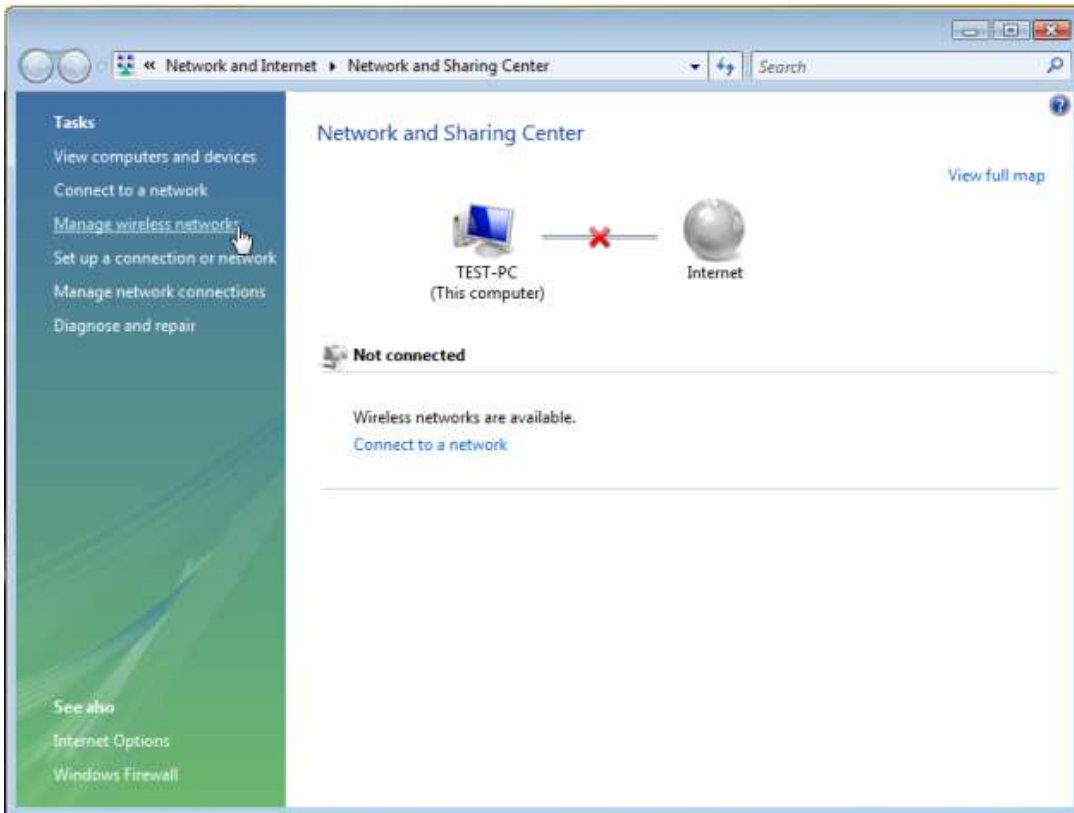 « Network and Internet ▸ Network and Sharing Center
Search
Tasks
View computers and devices
Connect to a network
Manage wireless networks
Set up a connection or network
Manage network connections
Diagnose and repair
See also
Internet Options
Windows Firewall
Network and Sharing Center
View full map
TEST-PC
(This computer)
Internet
Not connected
Wireless networks are available.
Connect to a network